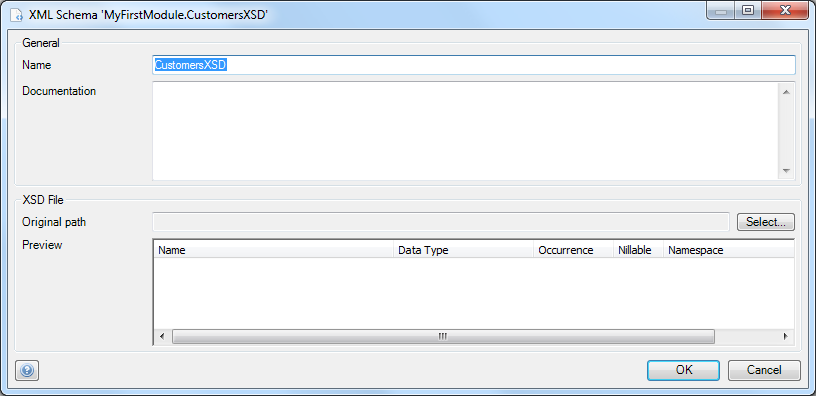 XML Schema 'MyFirstModule.CustomersXSD'
General
Name CustomersXSD
Documentation
XSD File
Original path Select...
Preview Name Data Type Occurrence Nillable Namespace
OK Cancel